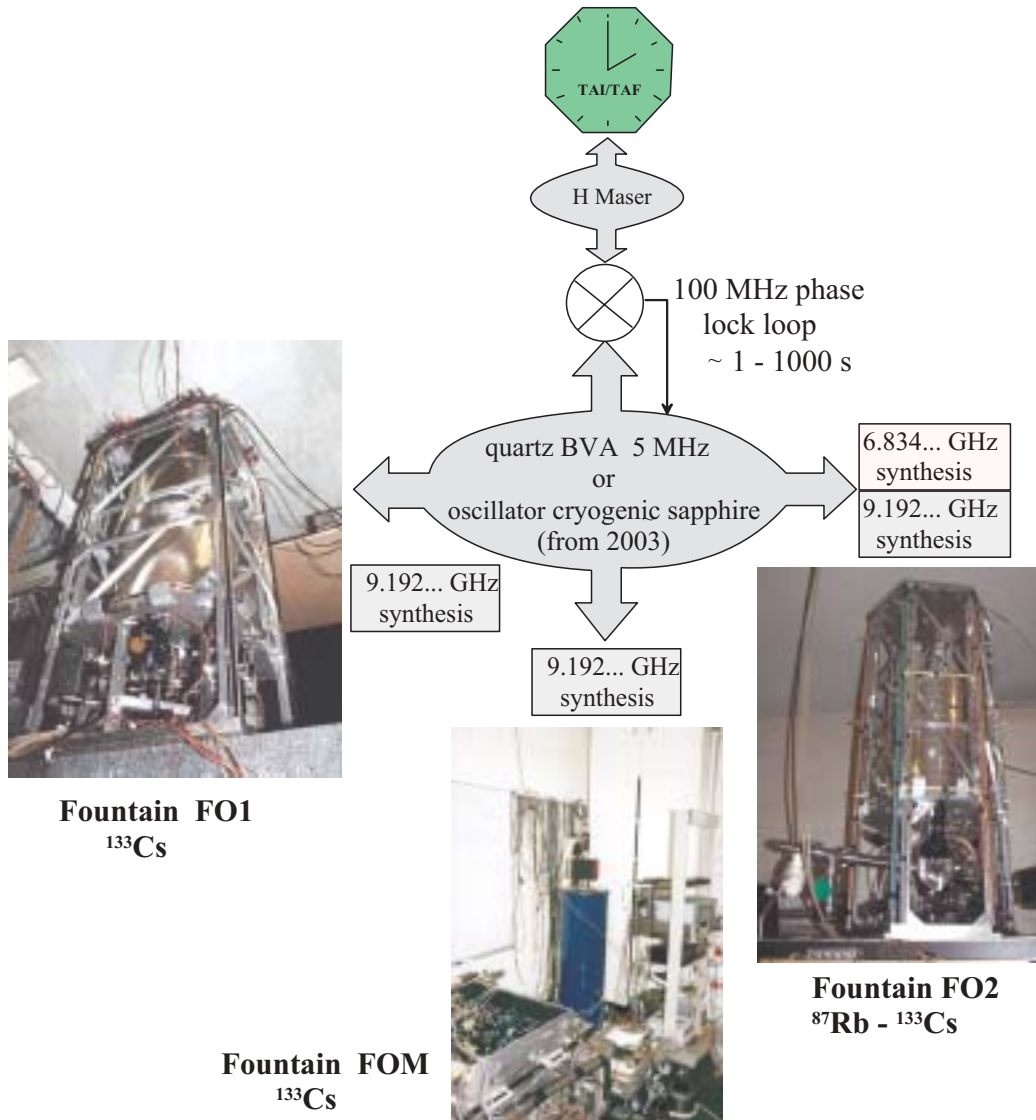 TAI/TAF
H Maser
100 MHz phase
lock loop
~ 1 - 1000 s
quartz BVA 5 MHz
or
oscillator cryogenic sapphire
(from 2003)
6.834... GHz
synthesis
9.192... GHz
synthesis
9.192... GHz
synthesis
9.192... GHz
synthesis
Fountain FO1
¹³³Cs
Fountain FO2
⁸⁷Rb - ¹³³Cs
Fountain FOM
¹³³Cs